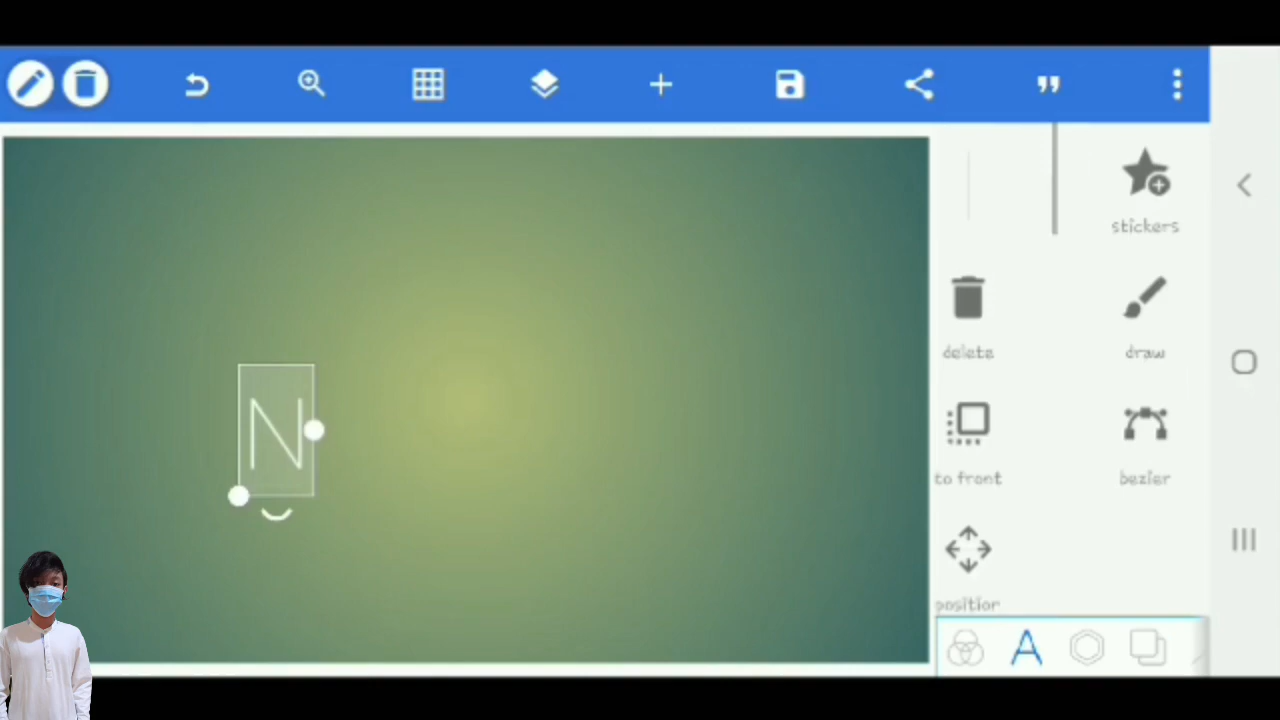 stickers
delete
draw
N
to front
bezier
position
A